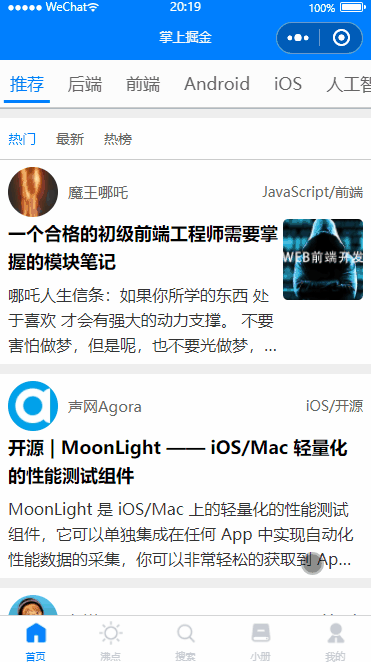 WeChat 20:19 100%
掌上掘金
推荐 后端 前端 Android iOS 人工智
热门 最新 热榜
魔王哪吒 JavaScript/前端
一个合格的初级前端工程师需要掌
握的模块笔记
WEB前端开发
哪吒人生信条：如果你所学的东西 处
于喜欢 才会有强大的动力支撑。 不要
害怕做梦，但是呢，也不要光做梦，...
声网Agora iOS/开源
开源｜MoonLight —— iOS/Mac 轻量化
的性能测试组件
MoonLight 是 iOS/Mac 上的轻量化的性能测试
组件，它可以单独集成在任何 App 中实现自动化
性能数据的采集，你可以非常轻松的获取到 Ap...
首页 沸点 搜索 小册 我的